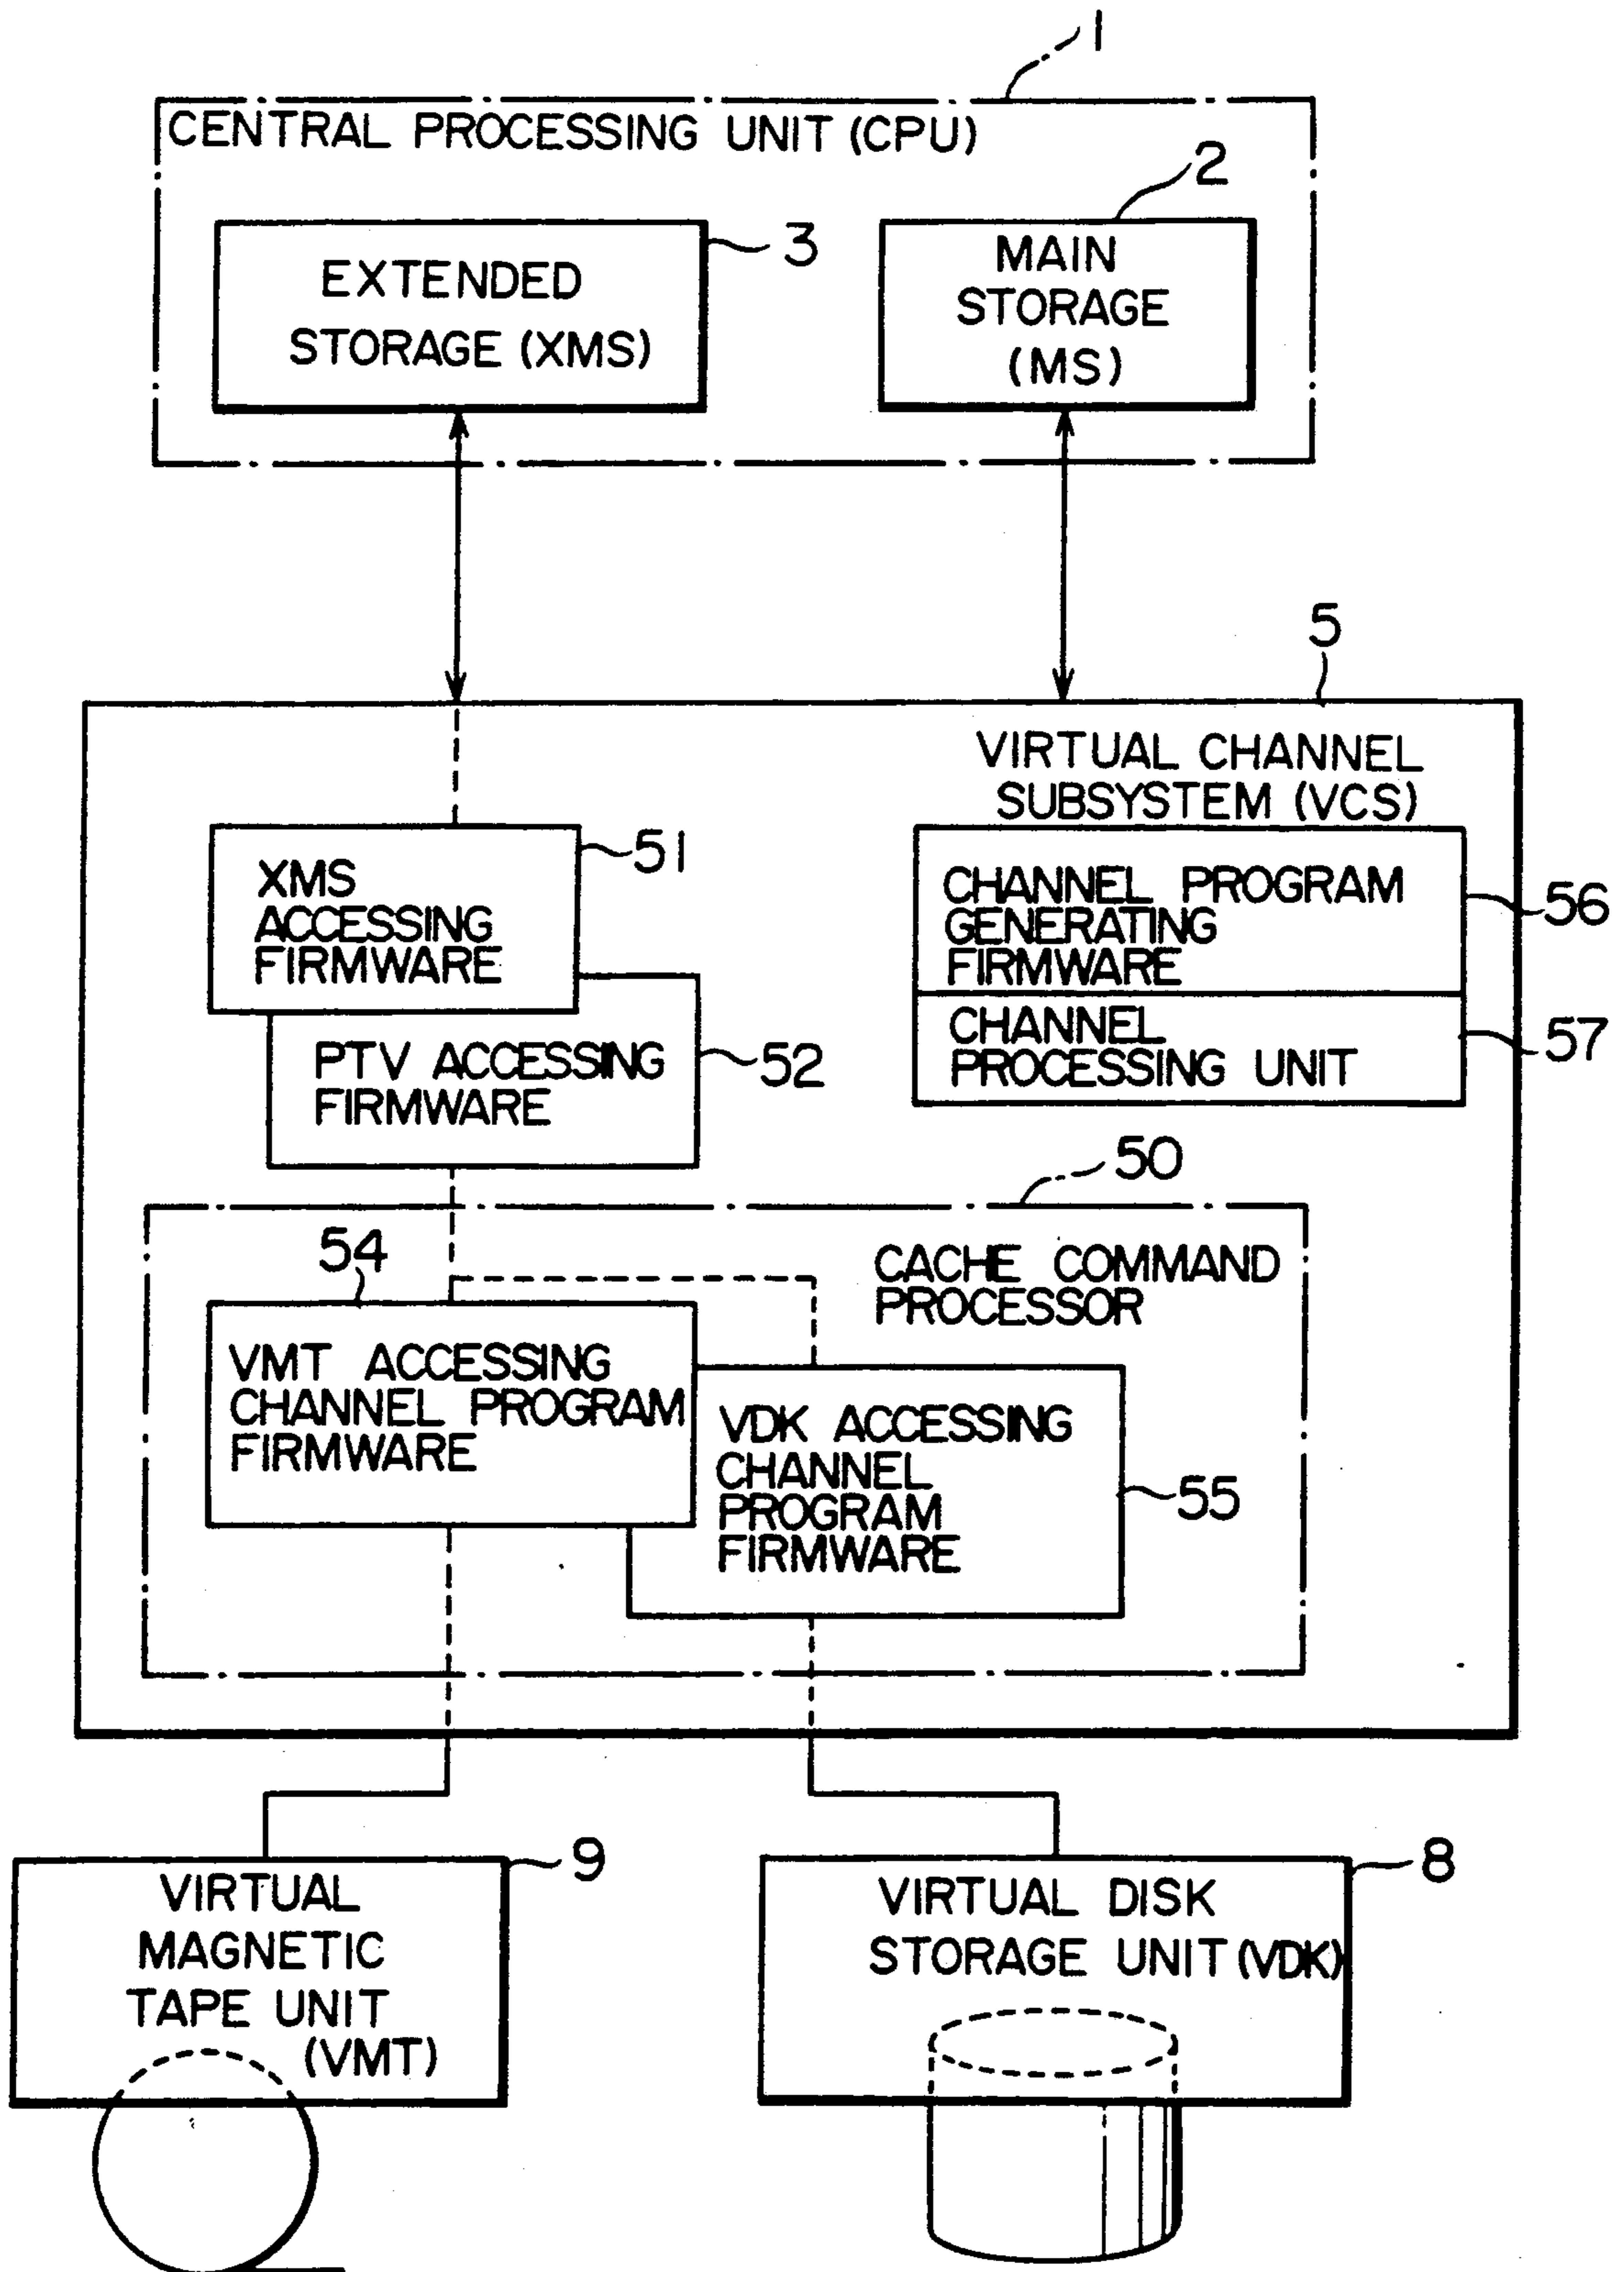 1
CENTRAL PROCESSING UNIT (CPU)
2
3
EXTENDED
STORAGE (XMS)
MAIN
STORAGE
(MS)
5
VIRTUAL CHANNEL
SUBSYSTEM (VCS)
51
XMS
ACCESSING
FIRMWARE
CHANNEL PROGRAM
GENERATING
FIRMWARE
56
CHANNEL
PROCESSING UNIT
57
PTV ACCESSING
FIRMWARE
52
50
54
CACHE COMMAND
PROCESSOR
VMT ACCESSING
CHANNEL PROGRAM
FIRMWARE
VDK ACCESSING
CHANNEL
PROGRAM
FIRMWARE
55
9
VIRTUAL
MAGNETIC
TAPE UNIT
(VMT)
8
VIRTUAL DISK
STORAGE UNIT (VDK)